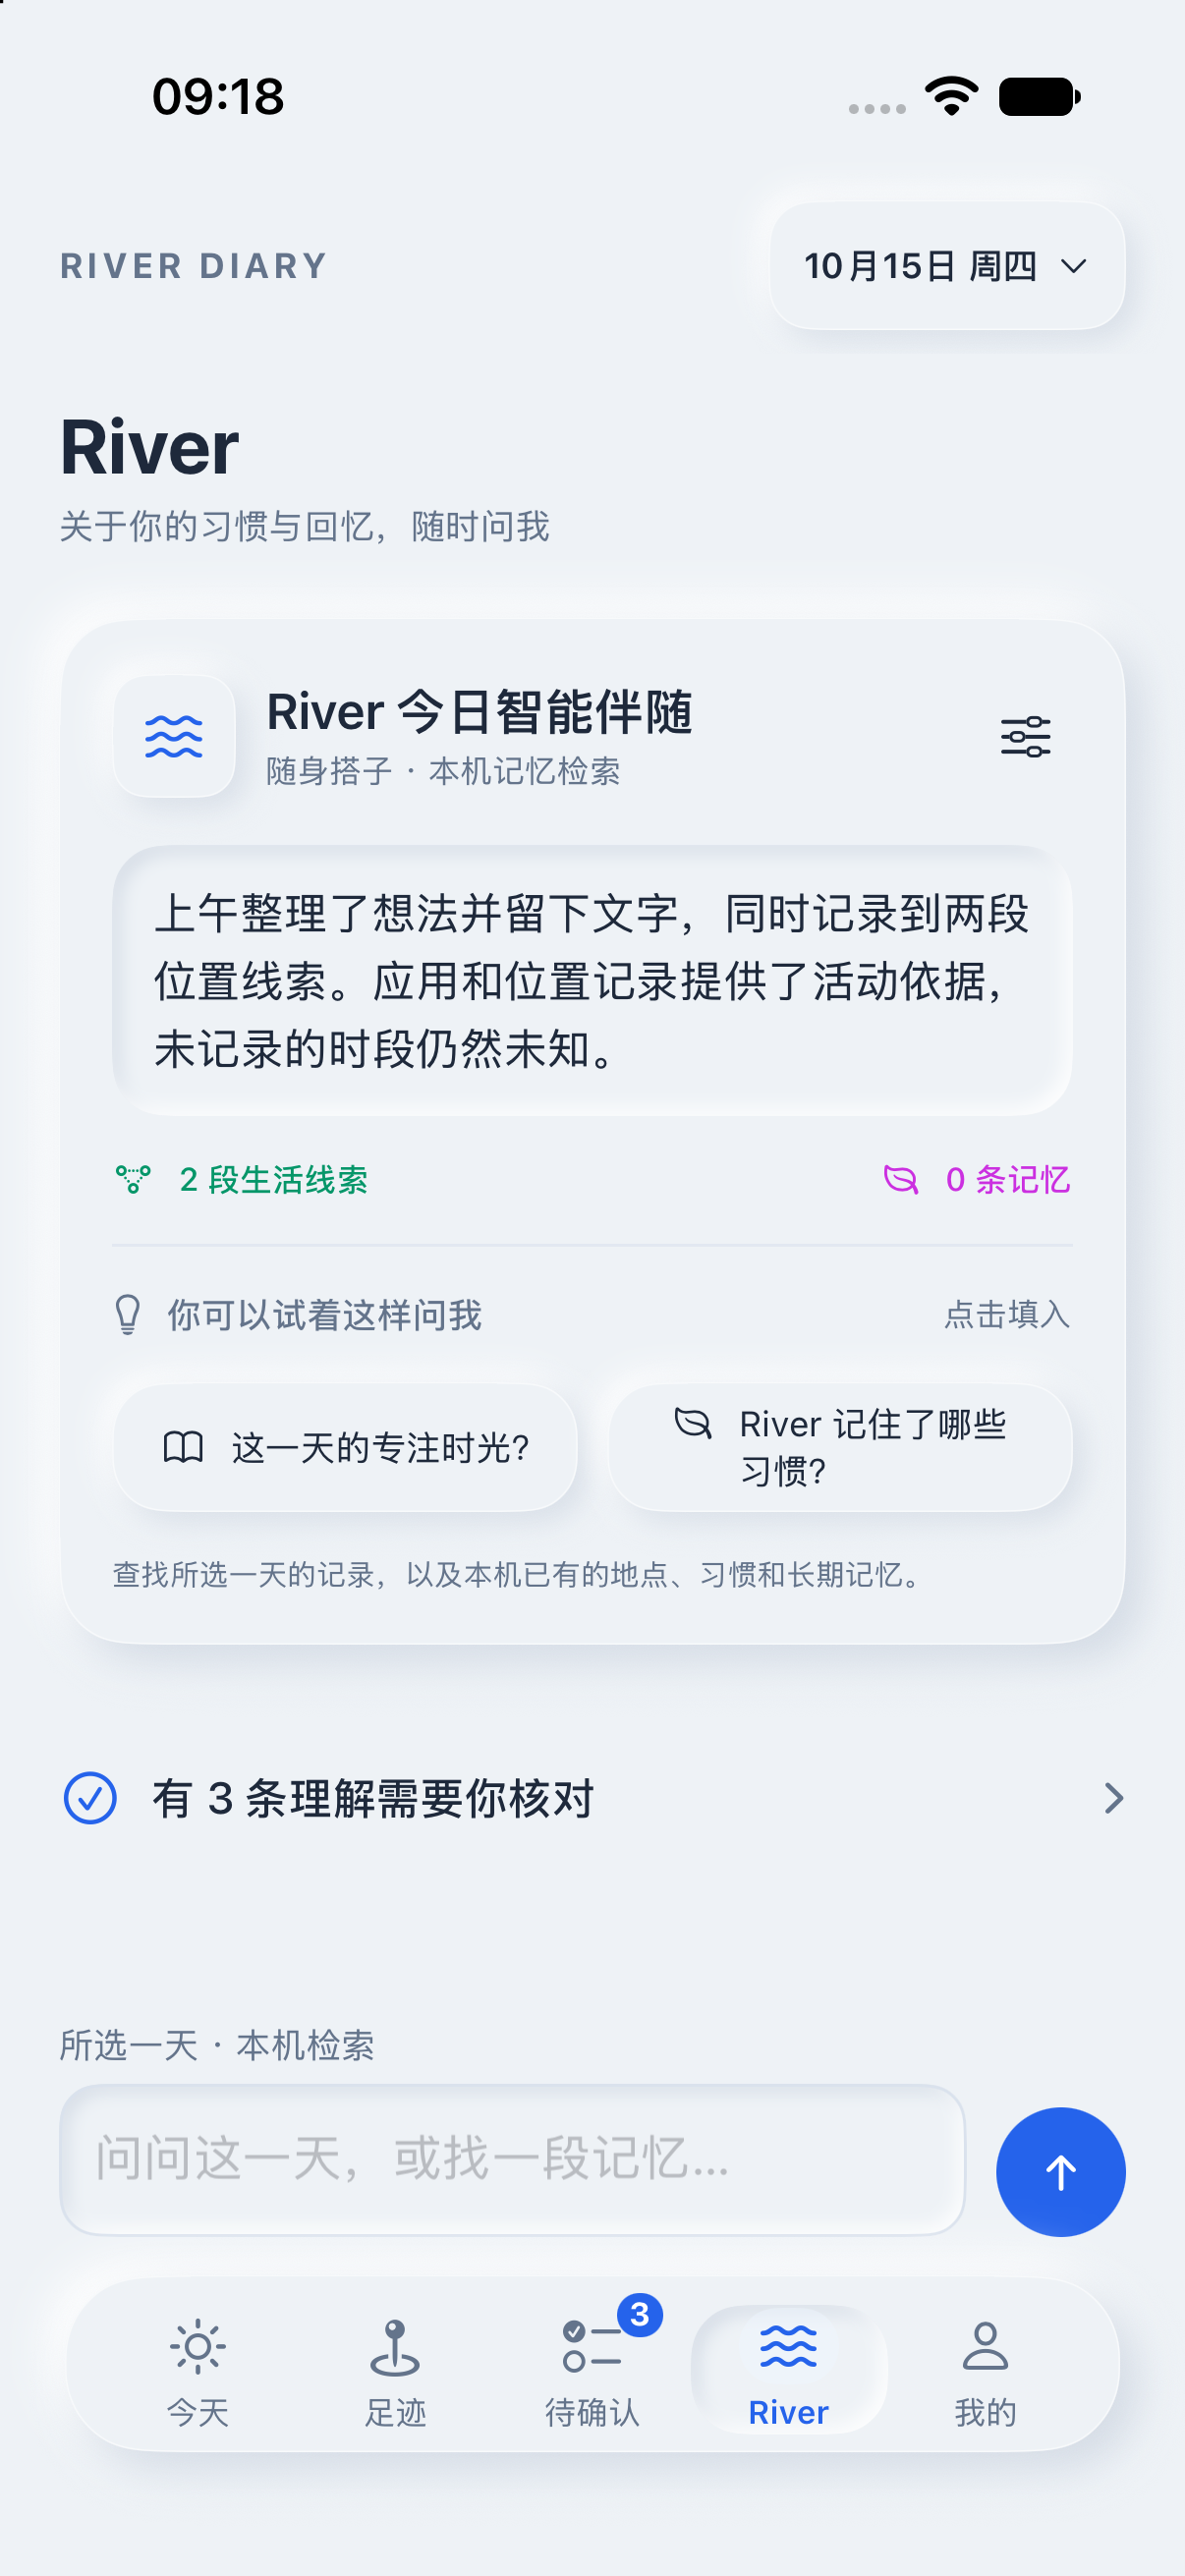 09:18
RIVER DIARY
10月15日 周四
River
关于你的习惯与回忆，随时问我
River 今日智能伴随
随身搭子 · 本机记忆检索
上午整理了想法并留下文字，同时记录到两段
位置线索。应用和位置记录提供了活动依据，
未记录的时段仍然未知。
2 段生活线索
0 条记忆
你可以试着这样问我
点击填入
这一天的专注时光？
River 记住了哪些
习惯？
查找所选一天的记录，以及本机已有的地点、习惯和长期记忆。
有 3 条理解需要你核对
所选一天 · 本机检索
问问这一天，或找一段记忆...
3
今天
足迹
待确认
River
我的